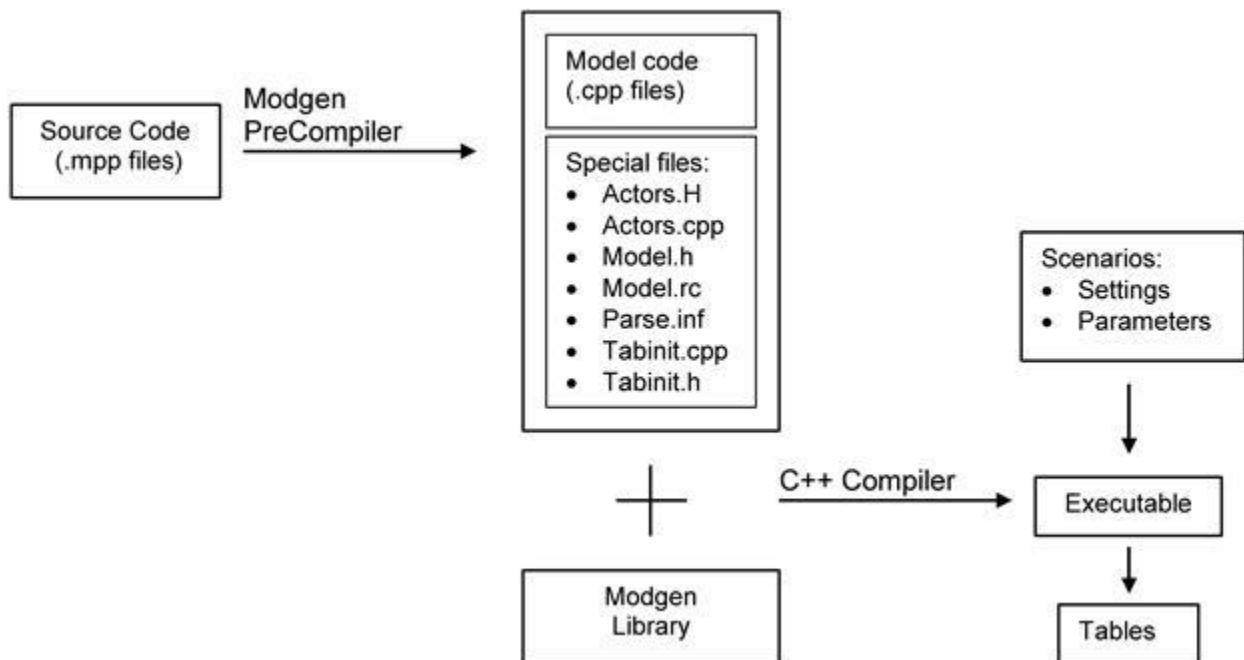 Source Code
(.mpp files)
Modgen
PreCompiler
Model code
(.cpp files)
Special files:
• Actors.H
• Actors.cpp
• Model.h
• Model.rc
• Parse.inf
• Tabinit.cpp
• Tabinit.h
Modgen
Library
C++ Compiler
Scenarios:
• Settings
• Parameters
Executable
Tables